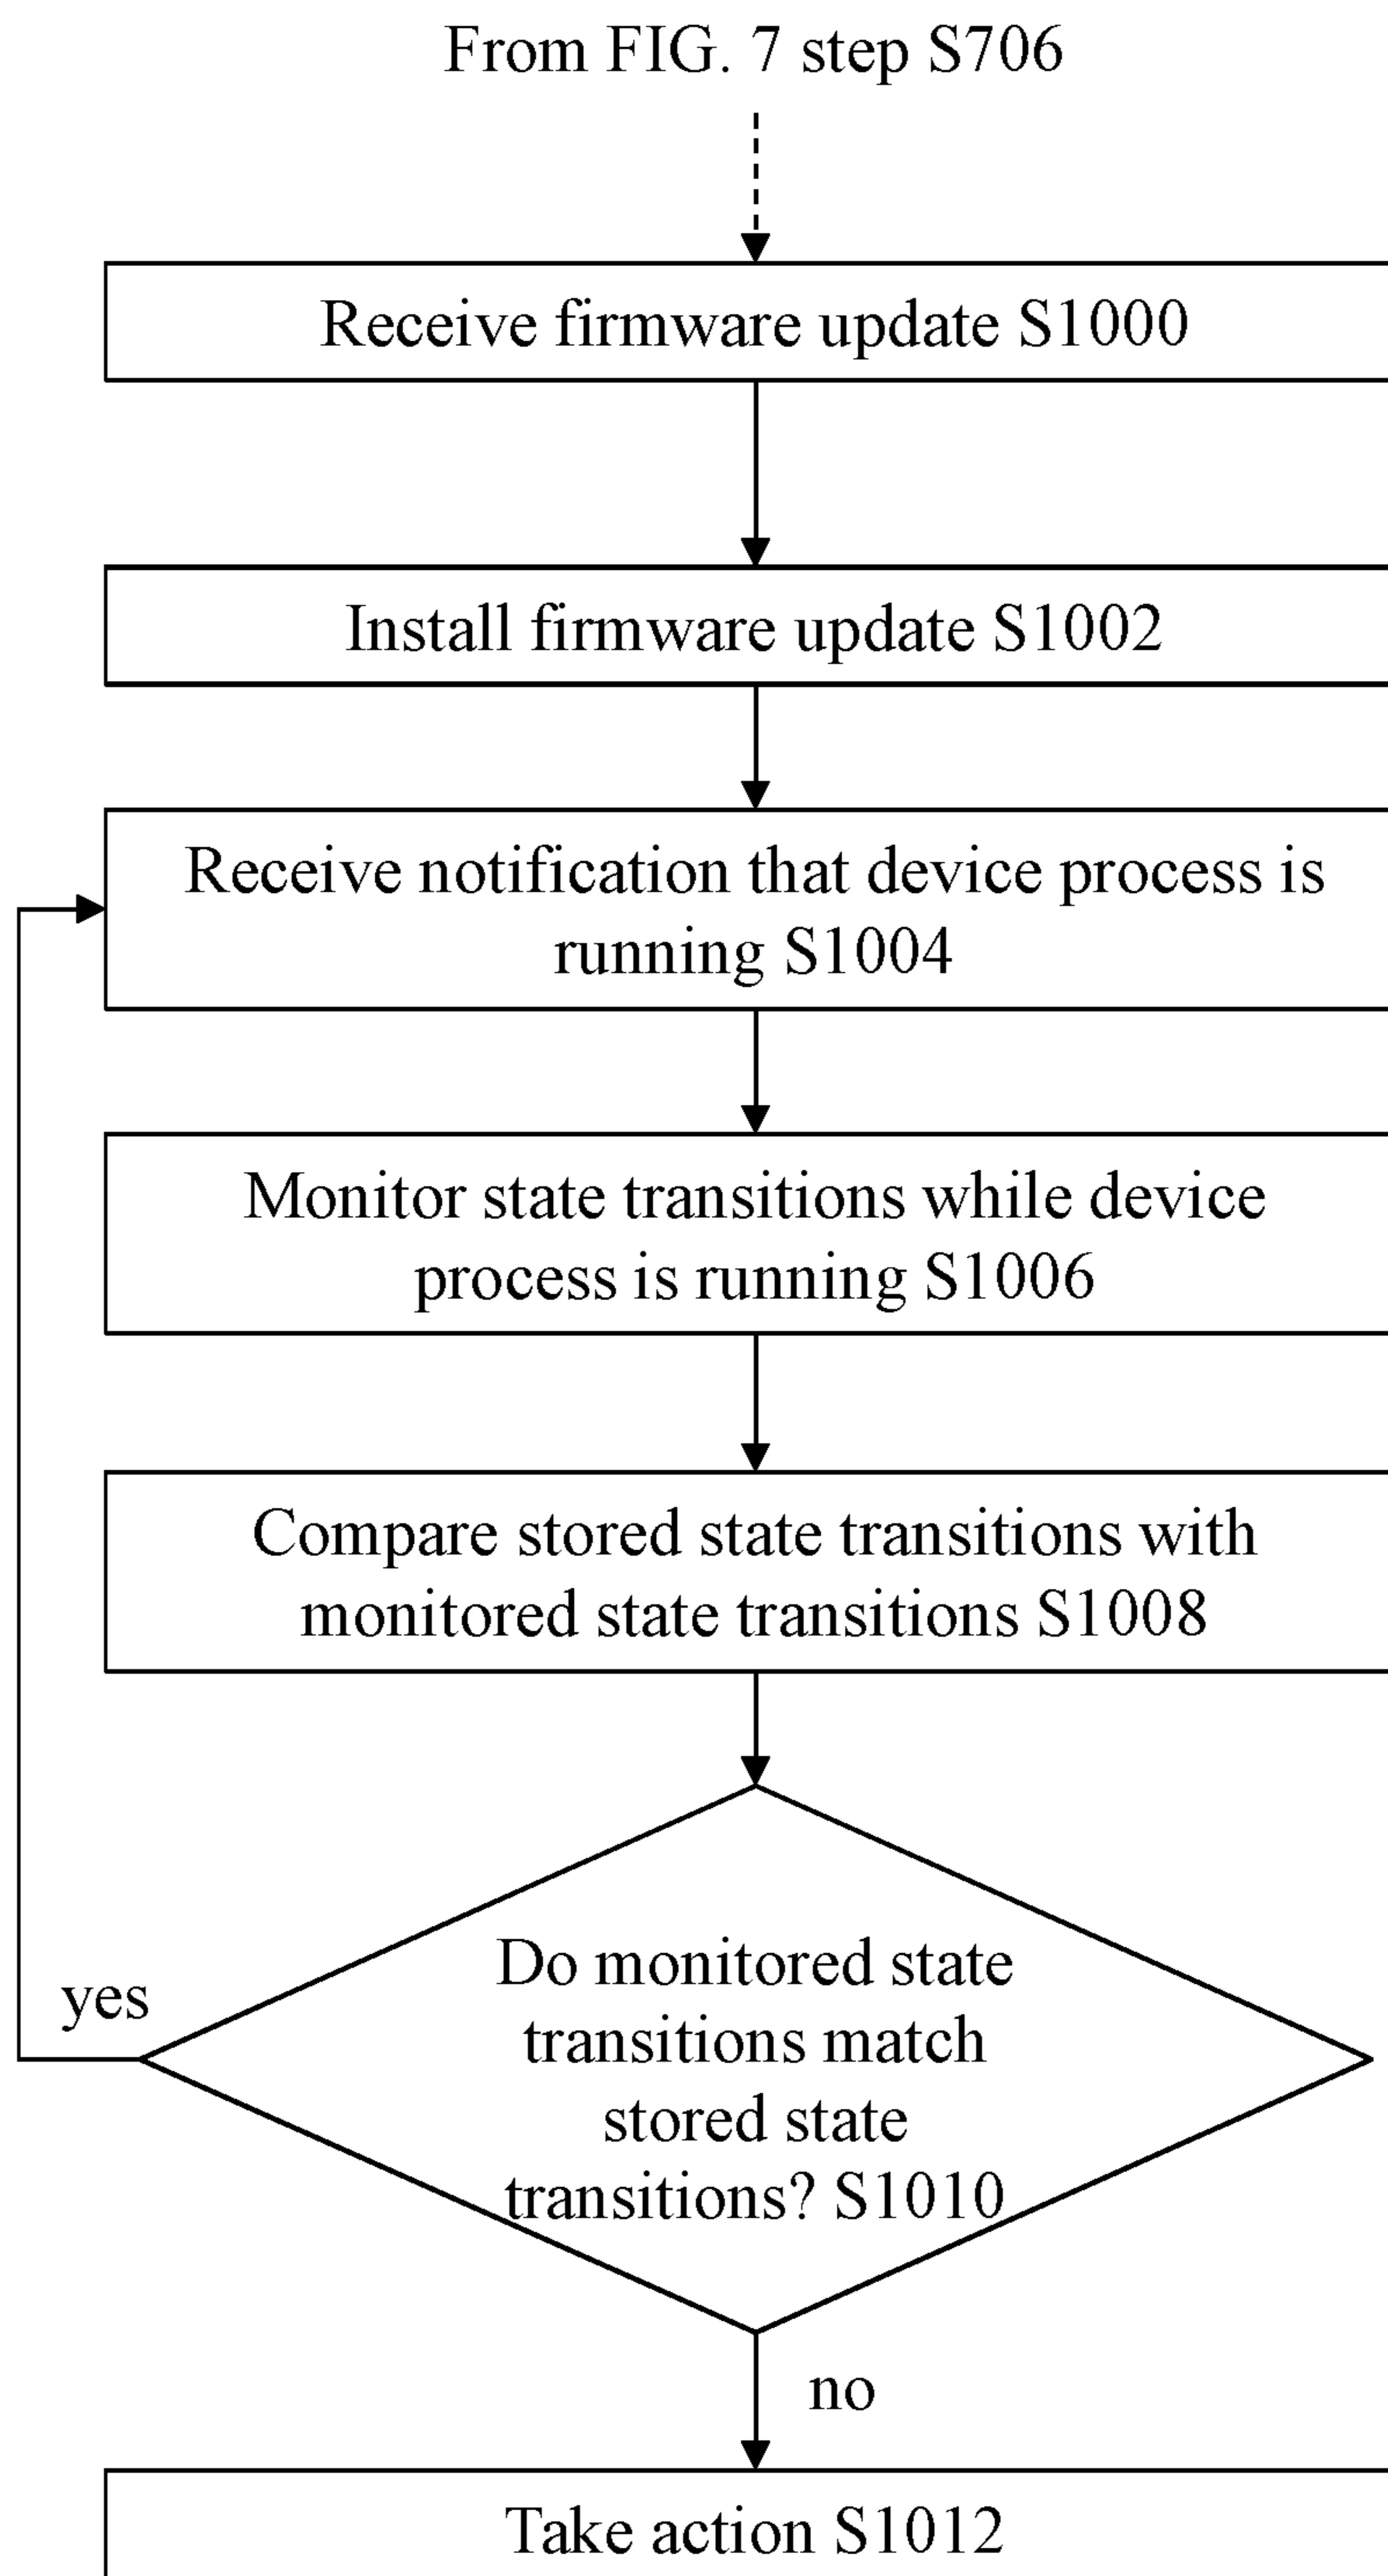 From FIG. 7 step S706
Receive firmware update S1000
Install firmware update S1002
Receive notification that device process is
running S1004
Monitor state transitions while device
process is running S1006
Compare stored state transitions with
monitored state transitions S1008
Do monitored state
transitions match
stored state
transitions? S1010
yes
no
Take action S1012